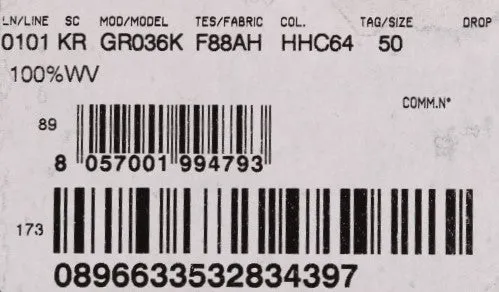 LN/LINE SC MOD/MODEL TES/FABRIC COL. TAG/SIZE DROP
0101 KR GR036K F88AH HHC64 50
100%WV
COMM.N°
89
8 057001 994793
173
0896633532834397